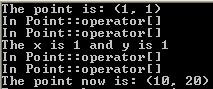 The point is: (1, 1)
In Point::operator[]
In Point::operator[]
The x is 1 and y is 1
In Point::operator[]
In Point::operator[]
The point now is: (10, 20)